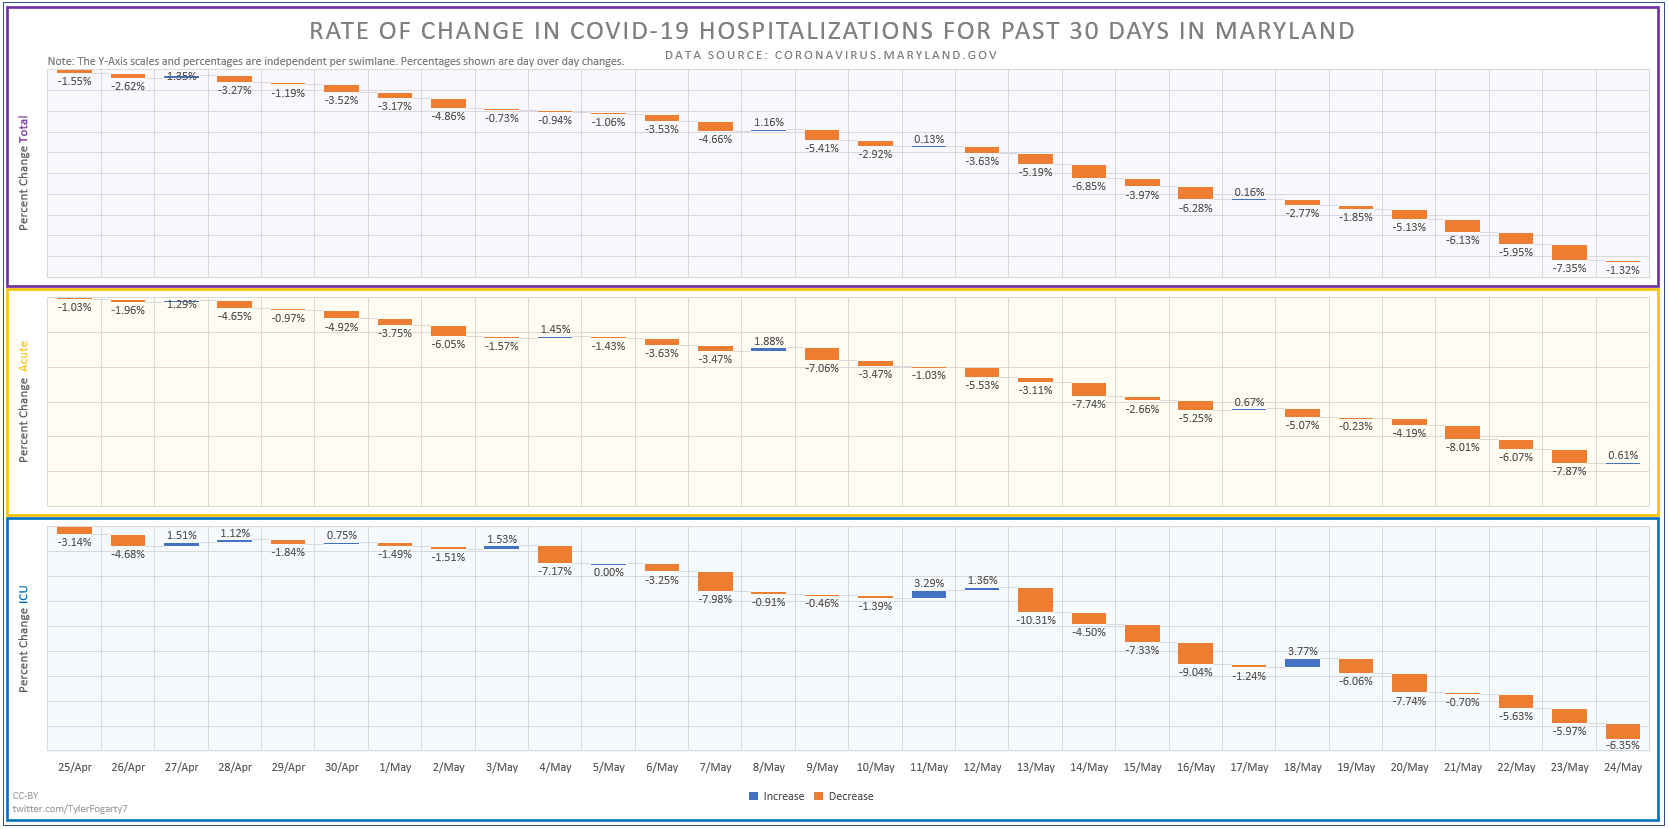 RATE OF CHANGE IN COVID-19 HOSPITALIZATIONS FOR PAST 30 DAYS IN MARYLAND
DATA SOURCE: CORONAVIRUS.MARYLAND.GOV
Note: The Y-Axis scales and percentages are independent per swimlane. Percentages shown are day over day changes.
Percent Change Total
-1.55% -2.62% 1.35% -3.27% -1.19% -3.52% -3.17% -4.86% -0.73% -0.94% -1.06% -3.53% -4.66% 1.16% -5.41% -2.92% 0.13% -3.63% -5.19% -6.85% -3.97% -6.28% 0.16% -2.77% -1.85% -5.13% -6.13% -5.95% -7.35% -1.32%
Percent Change Acute
-1.03% -1.96% 1.29% -4.65% -0.97% -4.92% -3.75% -6.05% -1.57% 1.45% -1.43% -3.63% -3.47% 1.88% -7.06% -3.47% -1.03% -5.53% -3.11% -7.74% -2.66% -5.25% 0.67% -5.07% -0.23% -4.19% -8.01% -6.07% -7.87% 0.61%
Percent Change ICU
-3.14% -4.68% 1.51% 1.12% -1.84% 0.75% -1.49% -1.51% 1.53% -7.17% 0.00% -3.25% -7.98% -0.91% -0.46% -1.39% 3.29% 1.36% -10.31% -4.50% -7.33% -9.04% -1.24% 3.77% -6.06% -7.74% -0.70% -5.63% -5.97% -6.35%
25/Apr 26/Apr 27/Apr 28/Apr 29/Apr 30/Apr 1/May 2/May 3/May 4/May 5/May 6/May 7/May 8/May 9/May 10/May 11/May 12/May 13/May 14/May 15/May 16/May 17/May 18/May 19/May 20/May 21/May 22/May 23/May 24/May
Increase Decrease
CC-BY
twitter.com/TylerFogarty7